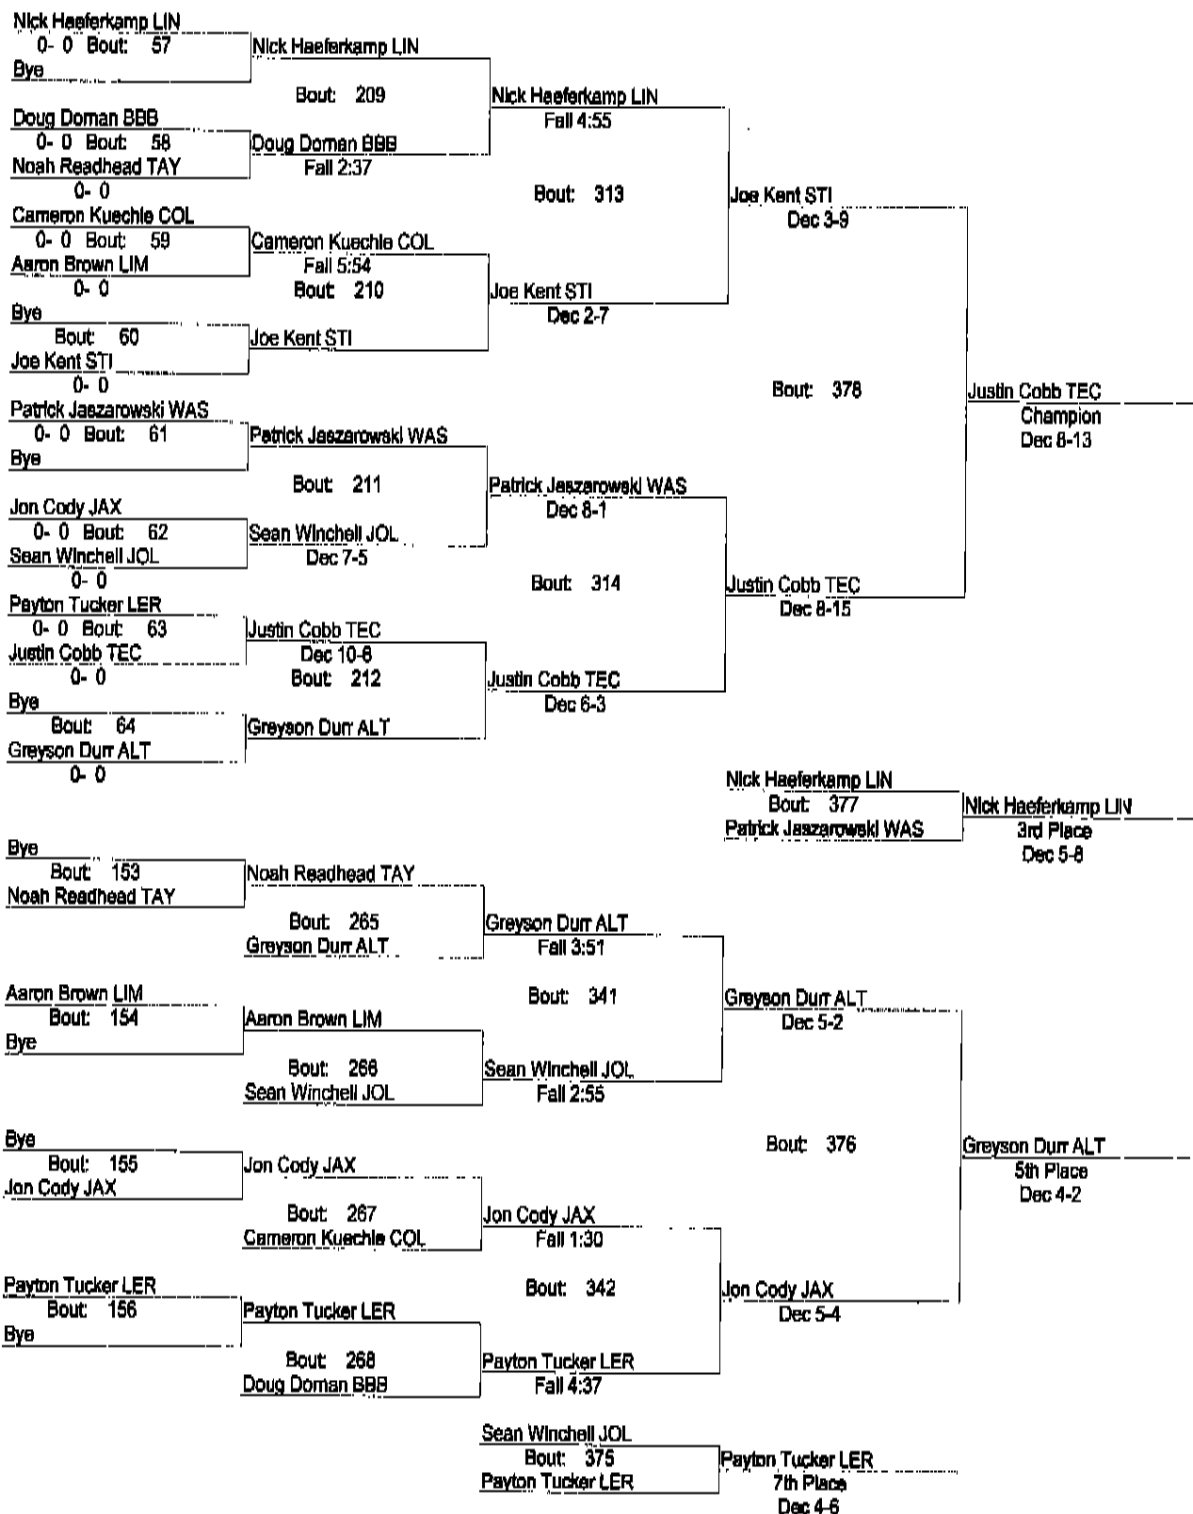 Nick Haeferkamp LIN
0- 0 Bout: 57
Bye
Nick Haeferkamp LIN
Bout: 209
Doug Doman BBB
0- 0 Bout: 58
Noah Readhead TAY
0- 0
Doug Doman BBB
Fall 2:37
Nick Haeferkamp LIN
Fall 4:55
Bout: 313
Cameron Kuechle COL
0- 0 Bout: 59
Aaron Brown LIM
0- 0
Cameron Kuechle COL
Fall 5:54
Bout: 210
Bye
Bout: 60
Joe Kent STI
0- 0
Joe Kent STI
Joe Kent STI
Dec 2-7
Joe Kent STI
Dec 3-9
Bout: 378
Patrick Jaszarowski WAS
0- 0 Bout: 61
Bye
Patrick Jaszarowski WAS
Bout: 211
Jon Cody JAX
0- 0 Bout: 62
Sean Winchell JOL
0- 0
Sean Winchell JOL
Dec 7-5
Patrick Jaszarowski WAS
Dec 8-1
Bout: 314
Payton Tucker LER
0- 0 Bout: 63
Justin Cobb TEC
0- 0
Justin Cobb TEC
Dec 10-6
Bout: 212
Bye
Bout: 64
Greyson Durr ALT
0- 0
Greyson Durr ALT
Justin Cobb TEC
Dec 6-3
Justin Cobb TEC
Dec 8-15
Justin Cobb TEC
Champion
Dec 8-13
Nick Haeferkamp LIN
Bout: 377
Patrick Jaszarowski WAS
Nick Haeferkamp LIN
3rd Place
Dec 5-8
Bye
Bout: 153
Noah Readhead TAY
Noah Readhead TAY
Bout: 265
Greyson Durr ALT
Greyson Durr ALT
Fall 3:51
Bout: 341
Aaron Brown LIM
Bout: 154
Bye
Aaron Brown LIM
Bout: 266
Sean Winchell JOL
Sean Winchell JOL
Fall 2:55
Greyson Durr ALT
Dec 5-2
Bout: 376
Bye
Bout: 155
Jon Cody JAX
Jon Cody JAX
Bout: 267
Cameron Kuechle COL
Jon Cody JAX
Fall 1:30
Bout: 342
Payton Tucker LER
Bout: 156
Bye
Payton Tucker LER
Bout: 268
Doug Doman BBB
Payton Tucker LER
Fall 4:37
Jon Cody JAX
Dec 5-4
Greyson Durr ALT
5th Place
Dec 4-2
Sean Winchell JOL
Bout: 375
Payton Tucker LER
Payton Tucker LER
7th Place
Dec 4-6